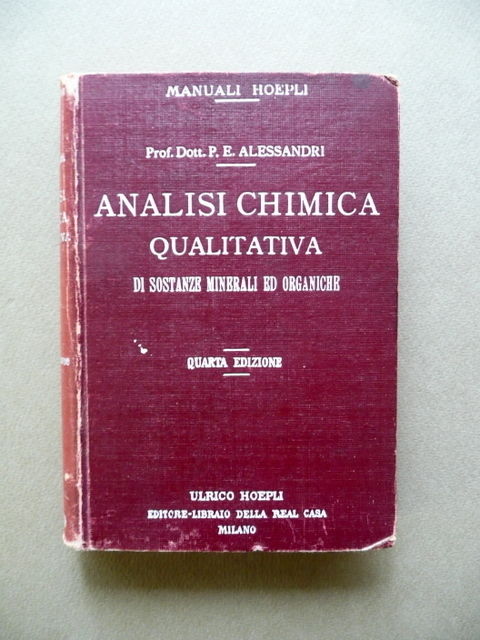 MANUALI HOEPLI
Prof. Dott. P. E. ALESSANDRI
ANALISI CHIMICA
QUALITATIVA
DI SOSTANZE MINERALI ED ORGANICHE
QUARTA EDIZIONE
ULRICO HOEPLI
EDITORE-LIBRAIO DELLA REAL CASA
MILANO